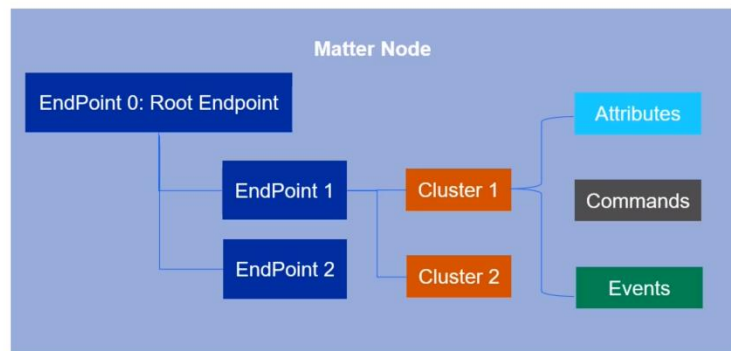 Matter Node
EndPoint 0: Root Endpoint
Attributes
EndPoint 1
Cluster 1
Commands
EndPoint 2
Cluster 2
Events